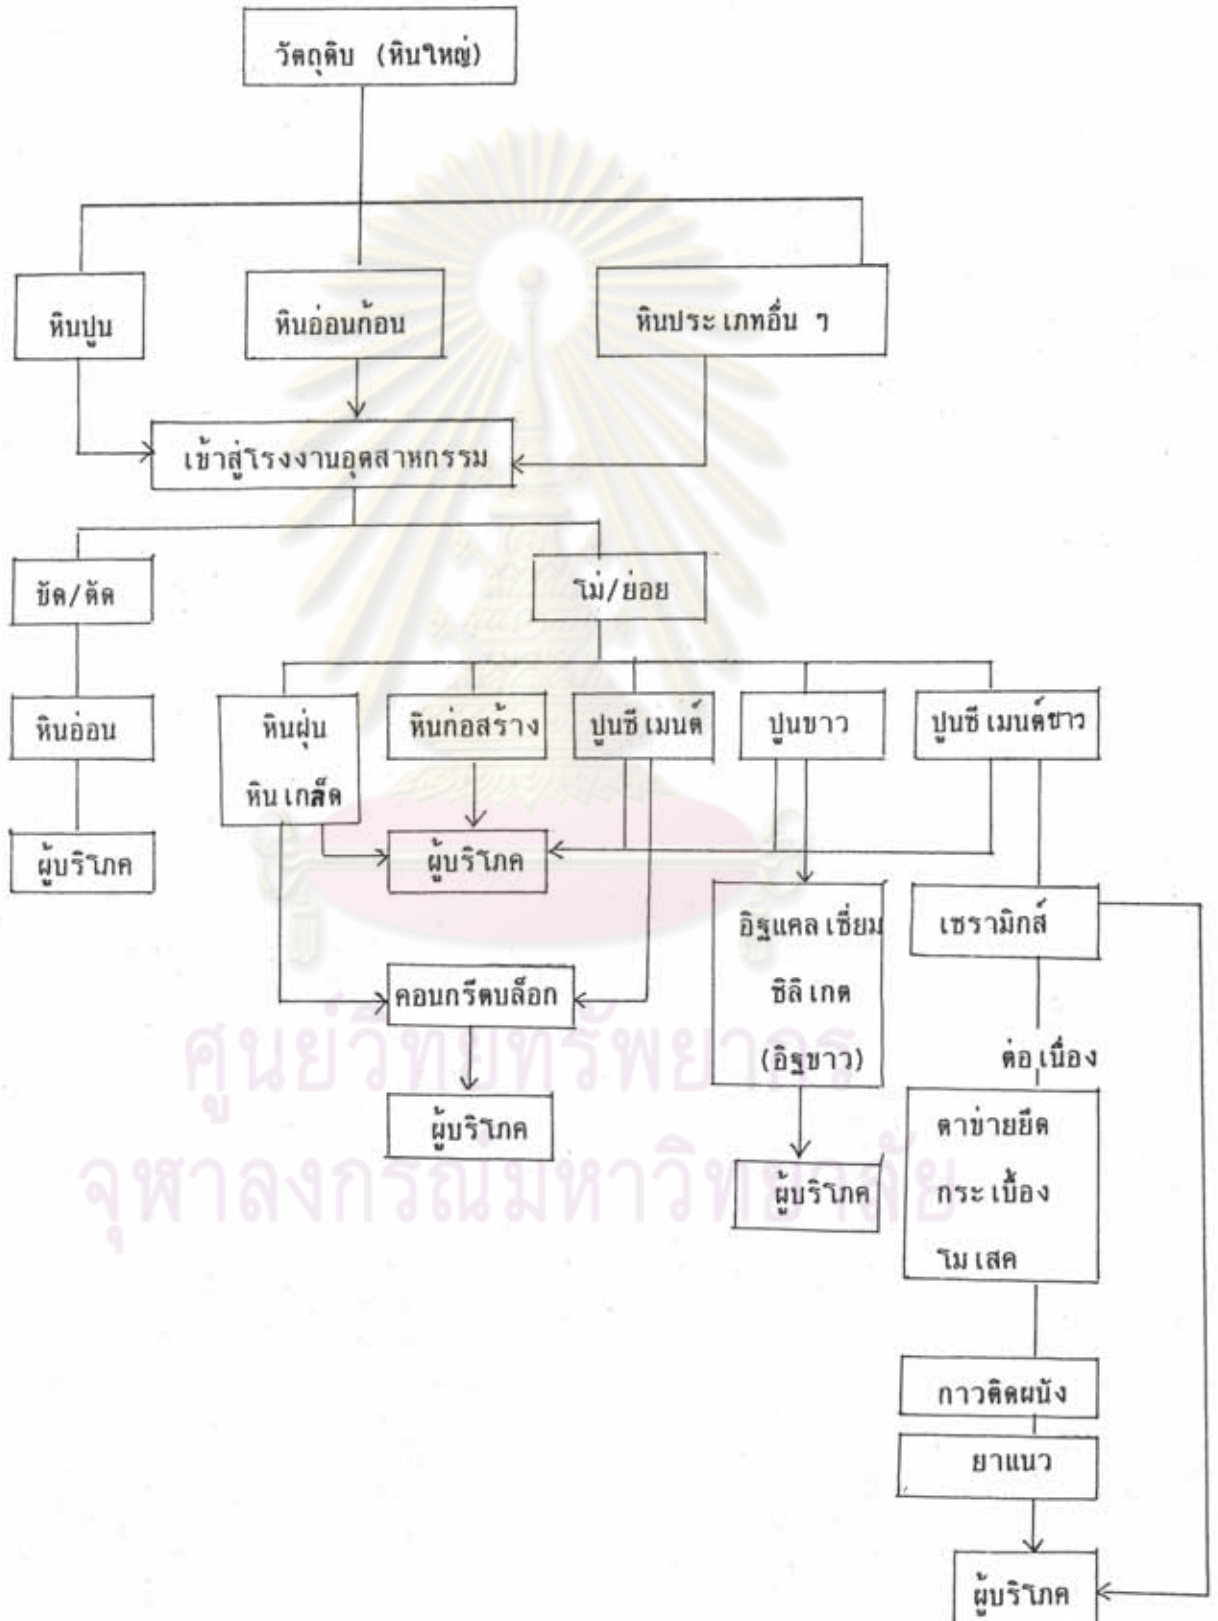 วัตถุดิบ (หินใหญ่)
หินปูน
หินอ่อนก้อน
หินประเภทอื่น ๆ
เข้าสู่โรงงานอุตสาหกรรม
ขัด/ตัด
โม่/ย่อย
หินอ่อน
หินฝุ่น
หินเกล็ด
หินก่อสร้าง
ปูนซีเมนต์
ปูนขาว
ปูนซีเมนต์ขาว
ผู้บริโภค
ผู้บริโภค
อิฐแคลเซี่ยม
ซิลิเกต
(อิฐขาว)
เซรามิกส์
คอนกรีตบล็อก
ต่อเนื่อง
ผู้บริโภค
ผู้บริโภค
ตาข่ายยึด
กระเบื้อง
โมเสค
กาวติดผนัง
ยาแนว
ผู้บริโภค
ศูนย์วิทยทรัพยากร
จุฬาลงกรณ์มหาวิทยาลัย